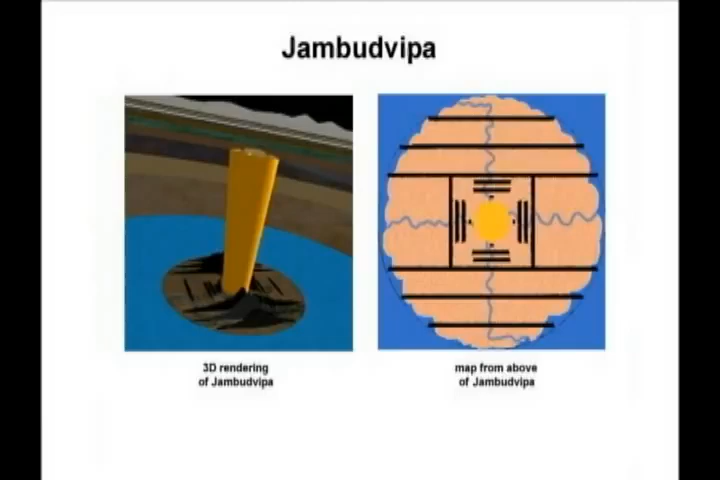 Jambudvipa
3D rendering
of Jambudvipa
map from above
of Jambudvipa